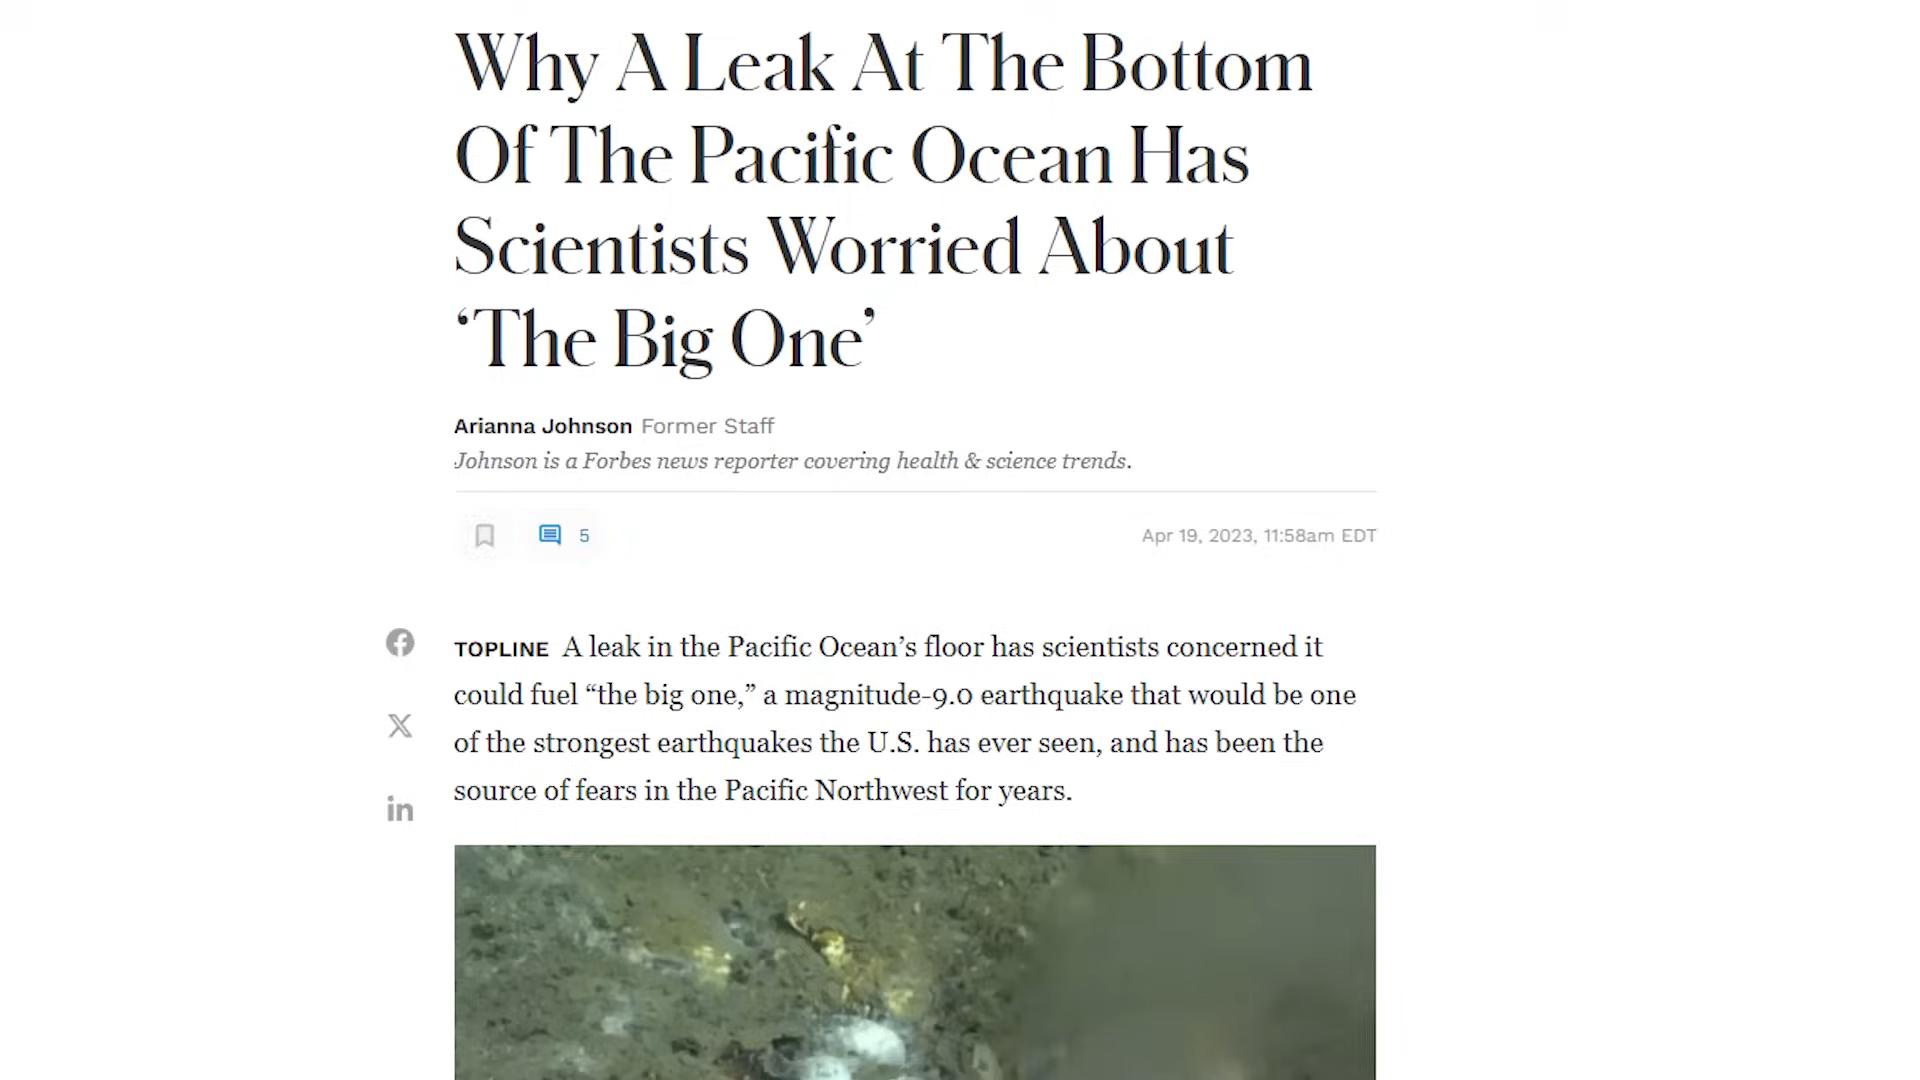 Why A Leak At The Bottom
Of The Pacific Ocean Has
Scientists Worried About
‘The Big One’
Arianna Johnson Former Staff
Johnson is a Forbes news reporter covering health & science trends.
5
Apr 19, 2023, 11:58am EDT
TOPLINE A leak in the Pacific Ocean’s floor has scientists concerned it
could fuel “the big one,” a magnitude-9.0 earthquake that would be one
of the strongest earthquakes the U.S. has ever seen, and has been the
source of fears in the Pacific Northwest for years.